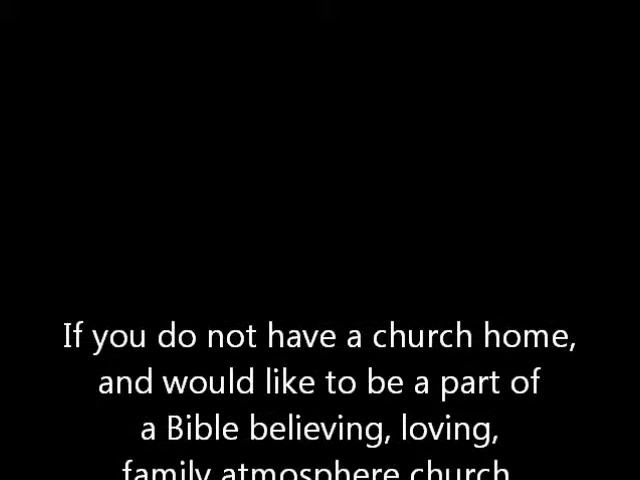 If you do not have a church home,
and would like to be a part of
a Bible believing, loving,
family atmosphere church